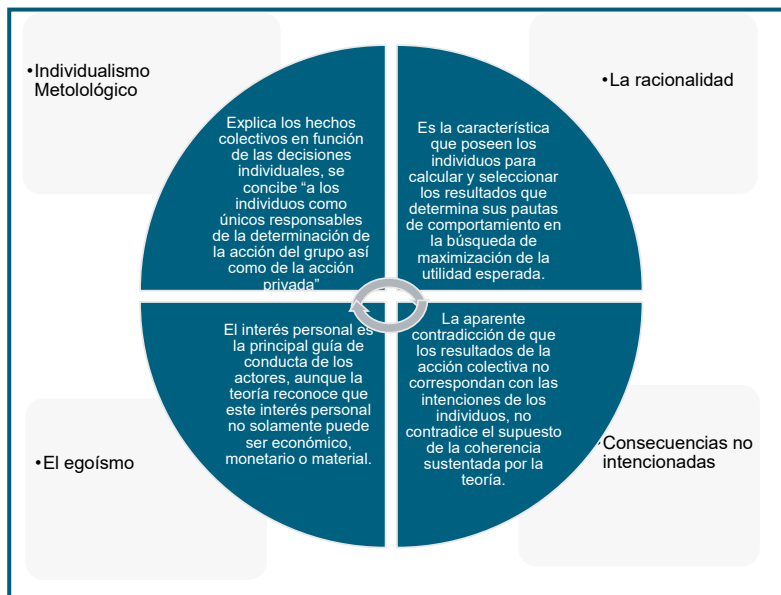 •Individualismo
Metolológico
Explica los hechos
colectivos en función
de las decisiones
individuales, se
concibe “a los
individuos como
únicos responsables
de la determinación de
la acción del grupo así
como de la acción
privada”
•La racionalidad
Es la característica
que poseen los
individuos para
calcular y seleccionar
los resultados que
determina sus pautas
de comportamiento en
la búsqueda de
maximización de la
utilidad esperada.
•El egoísmo
El interés personal es
la principal guía de
conducta de los
actores, aunque la
teoría reconoce que
este interés personal
no solamente puede
ser económico,
monetario o material.
La aparente
contradicción de que
los resultados de la
acción colectiva no
correspondan con las
intenciones de los
individuos, no
contradice el supuesto
de la coherencia
sustentada por la
teoría.
•Consecuencias no
intencionadas